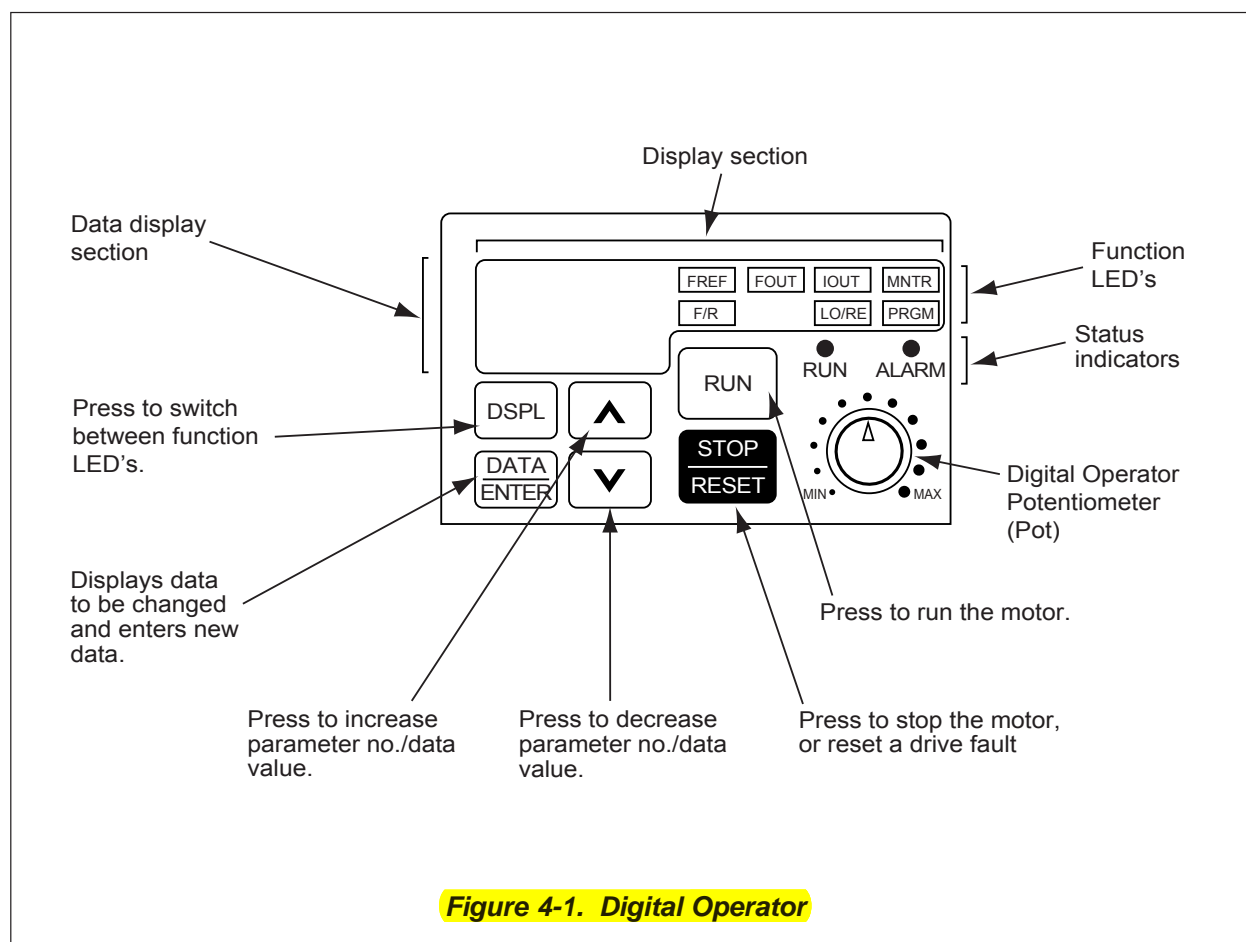 Display section
Data display
section
Function
LED's
FREF FOUT IOUT MNTR
F/R LO/RE PRGM
Status
indicators
RUN ALARM
Press to switch
between function
LED's.
DSPL
RUN
DATA
ENTER
STOP
RESET
MIN MAX
Digital Operator
Potentiometer
(Pot)
Displays data
to be changed
and enters new
data.
Press to run the motor.
Press to increase
parameter no./data
value.
Press to decrease
parameter no./data
value.
Press to stop the motor,
or reset a drive fault
Figure 4-1. Digital Operator